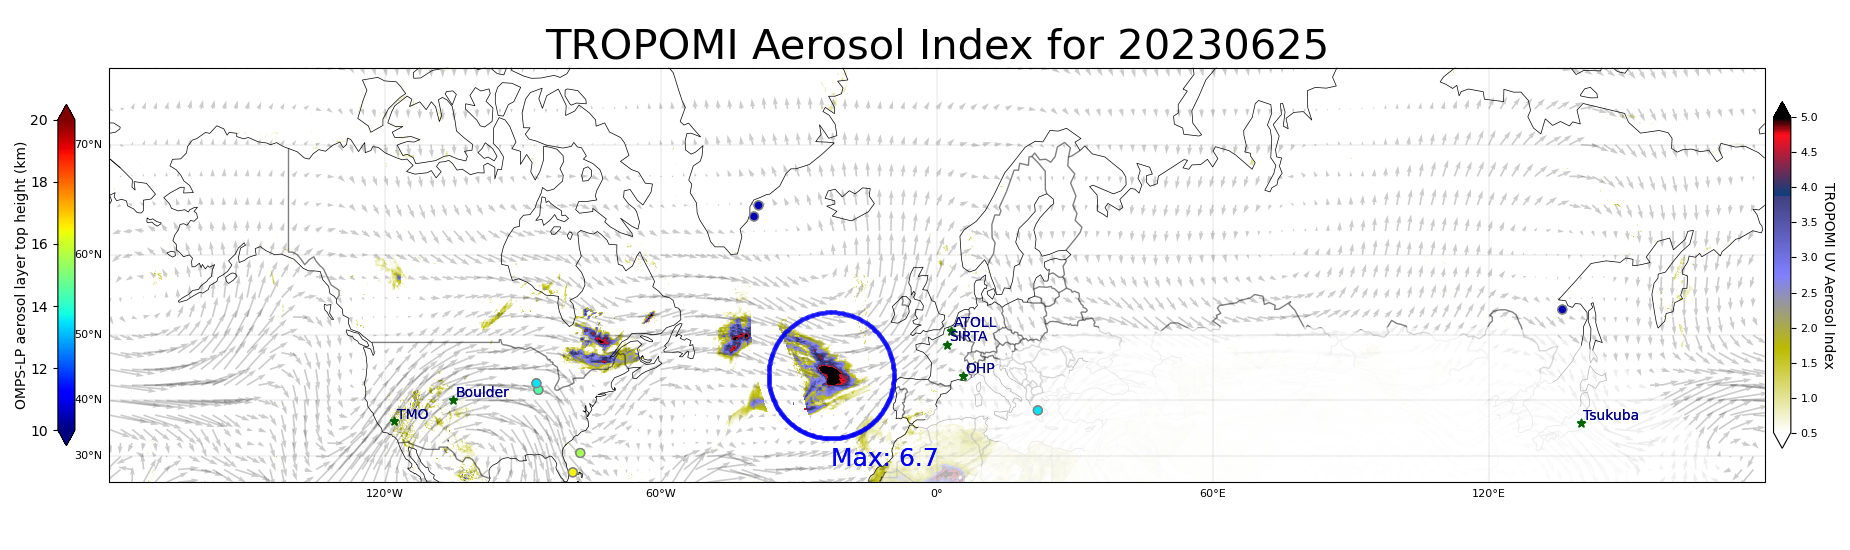 TROPOMI Aerosol Index for 20230625
OMPS-LP aerosol layer top height (km)
20
18
16
14
12
10
70°N
60°N
50°N
40°N
30°N
120°W
60°W
0°
60°E
120°E
ATOLL
SIRTA
OHP
Boulder
TMO
Tsukuba
Max: 6.7
5.0
4.5
4.0
3.5
3.0
2.5
2.0
1.5
1.0
0.5
TROPOMI UV Aerosol Index